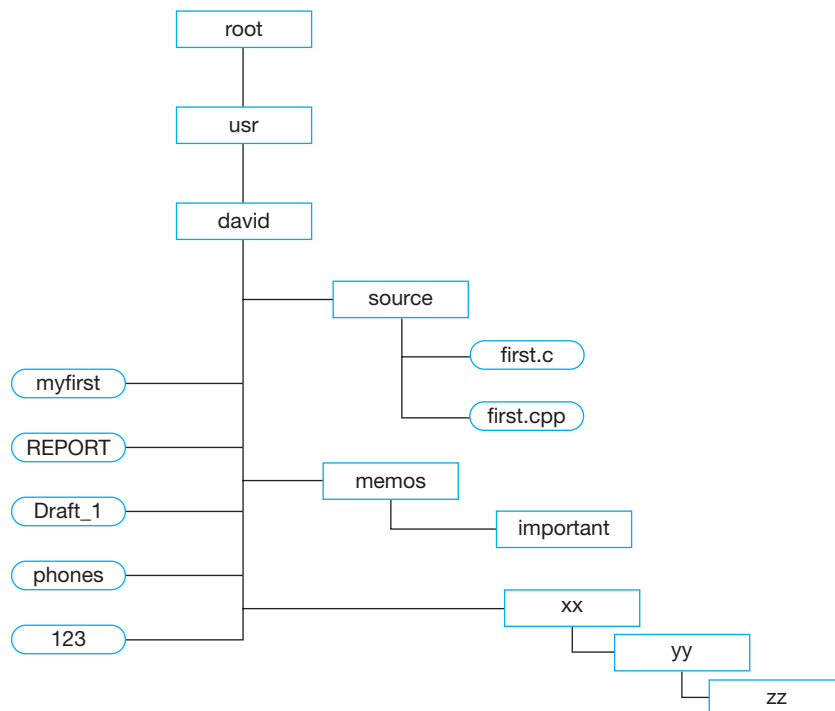 root
usr
david
source
first.c
myfirst
first.cpp
REPORT
memos
Draft_1
important
phones
xx
123
yy
zz